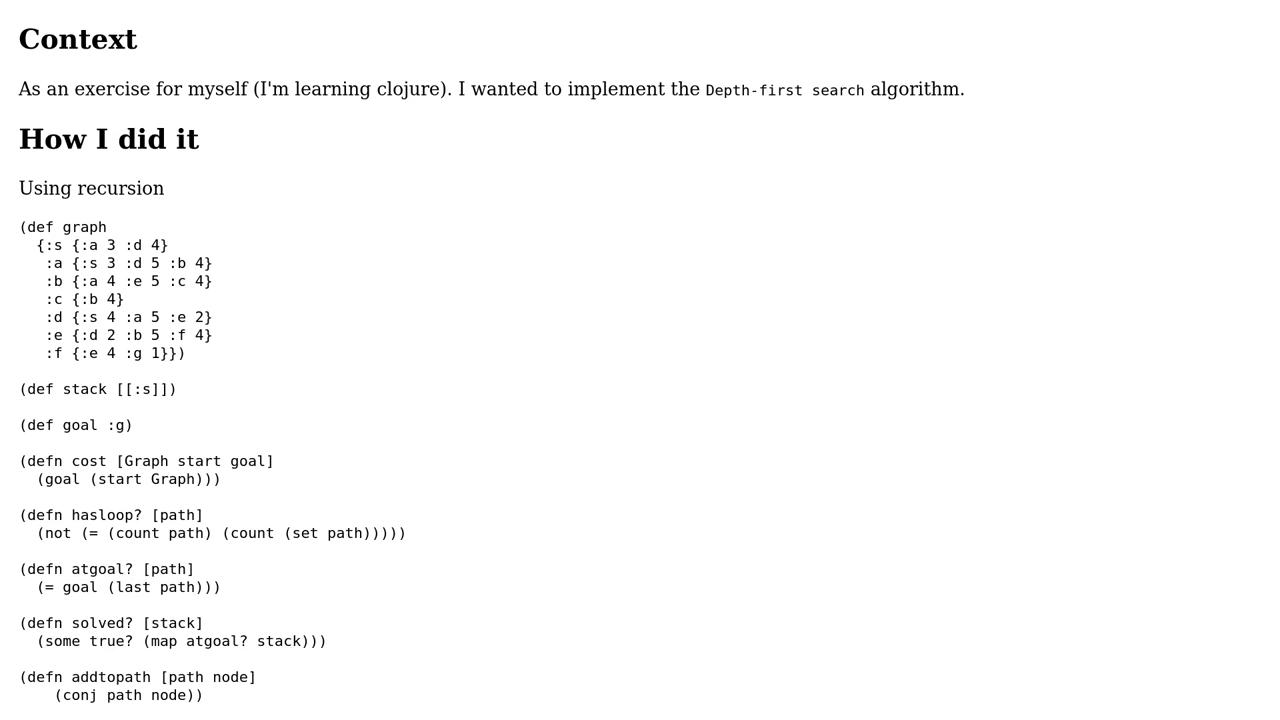 Context
As an exercise for myself (I'm learning clojure). I wanted to implement the Depth-first search algorithm.
How I did it
Using recursion
(def graph
  {:s {:a 3 :d 4}
   :a {:s 3 :d 5 :b 4}
   :b {:a 4 :e 5 :c 4}
   :c {:b 4}
   :d {:s 4 :a 5 :e 2}
   :e {:d 2 :b 5 :f 4}
   :f {:e 4 :g 1}})
(def stack [[:s]])
(def goal :g)
(defn cost [Graph start goal]
  (goal (start Graph)))
(defn hasloop? [path]
  (not (= (count path) (count (set path)))))
(defn atgoal? [path]
  (= goal (last path)))
(defn solved? [stack]
  (some true? (map atgoal? stack)))
(defn addtopath [path node]
    (conj path node))